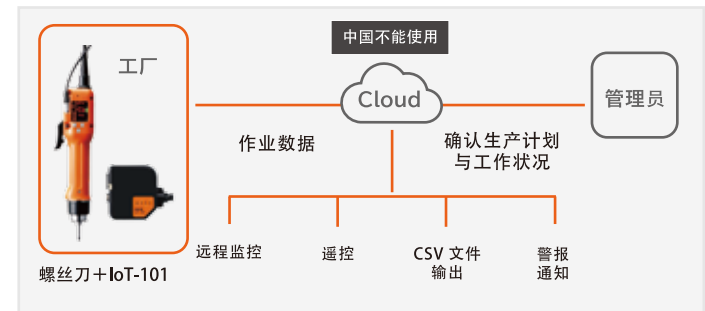 中国不能使用
工厂
Cloud
管理员
作业数据
确认生产计划
与工作状况
远程监控
遥控
CSV 文件
输出
警报
通知
螺丝刀＋IoT-101